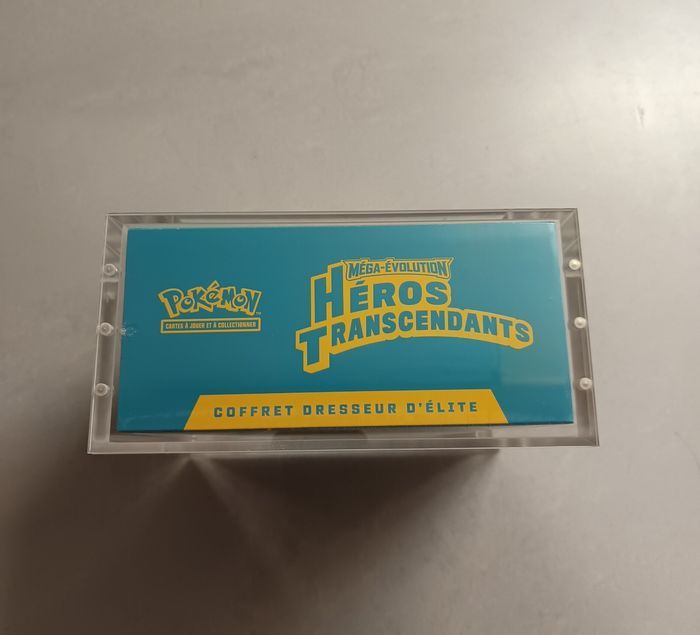 Pokémon
CARTES À JOUER ET À COLLECTIONNER
MÉGA-ÉVOLUTION
HÉROS
TRANSCENDANTS
COFFRET DRESSEUR D'ÉLITE